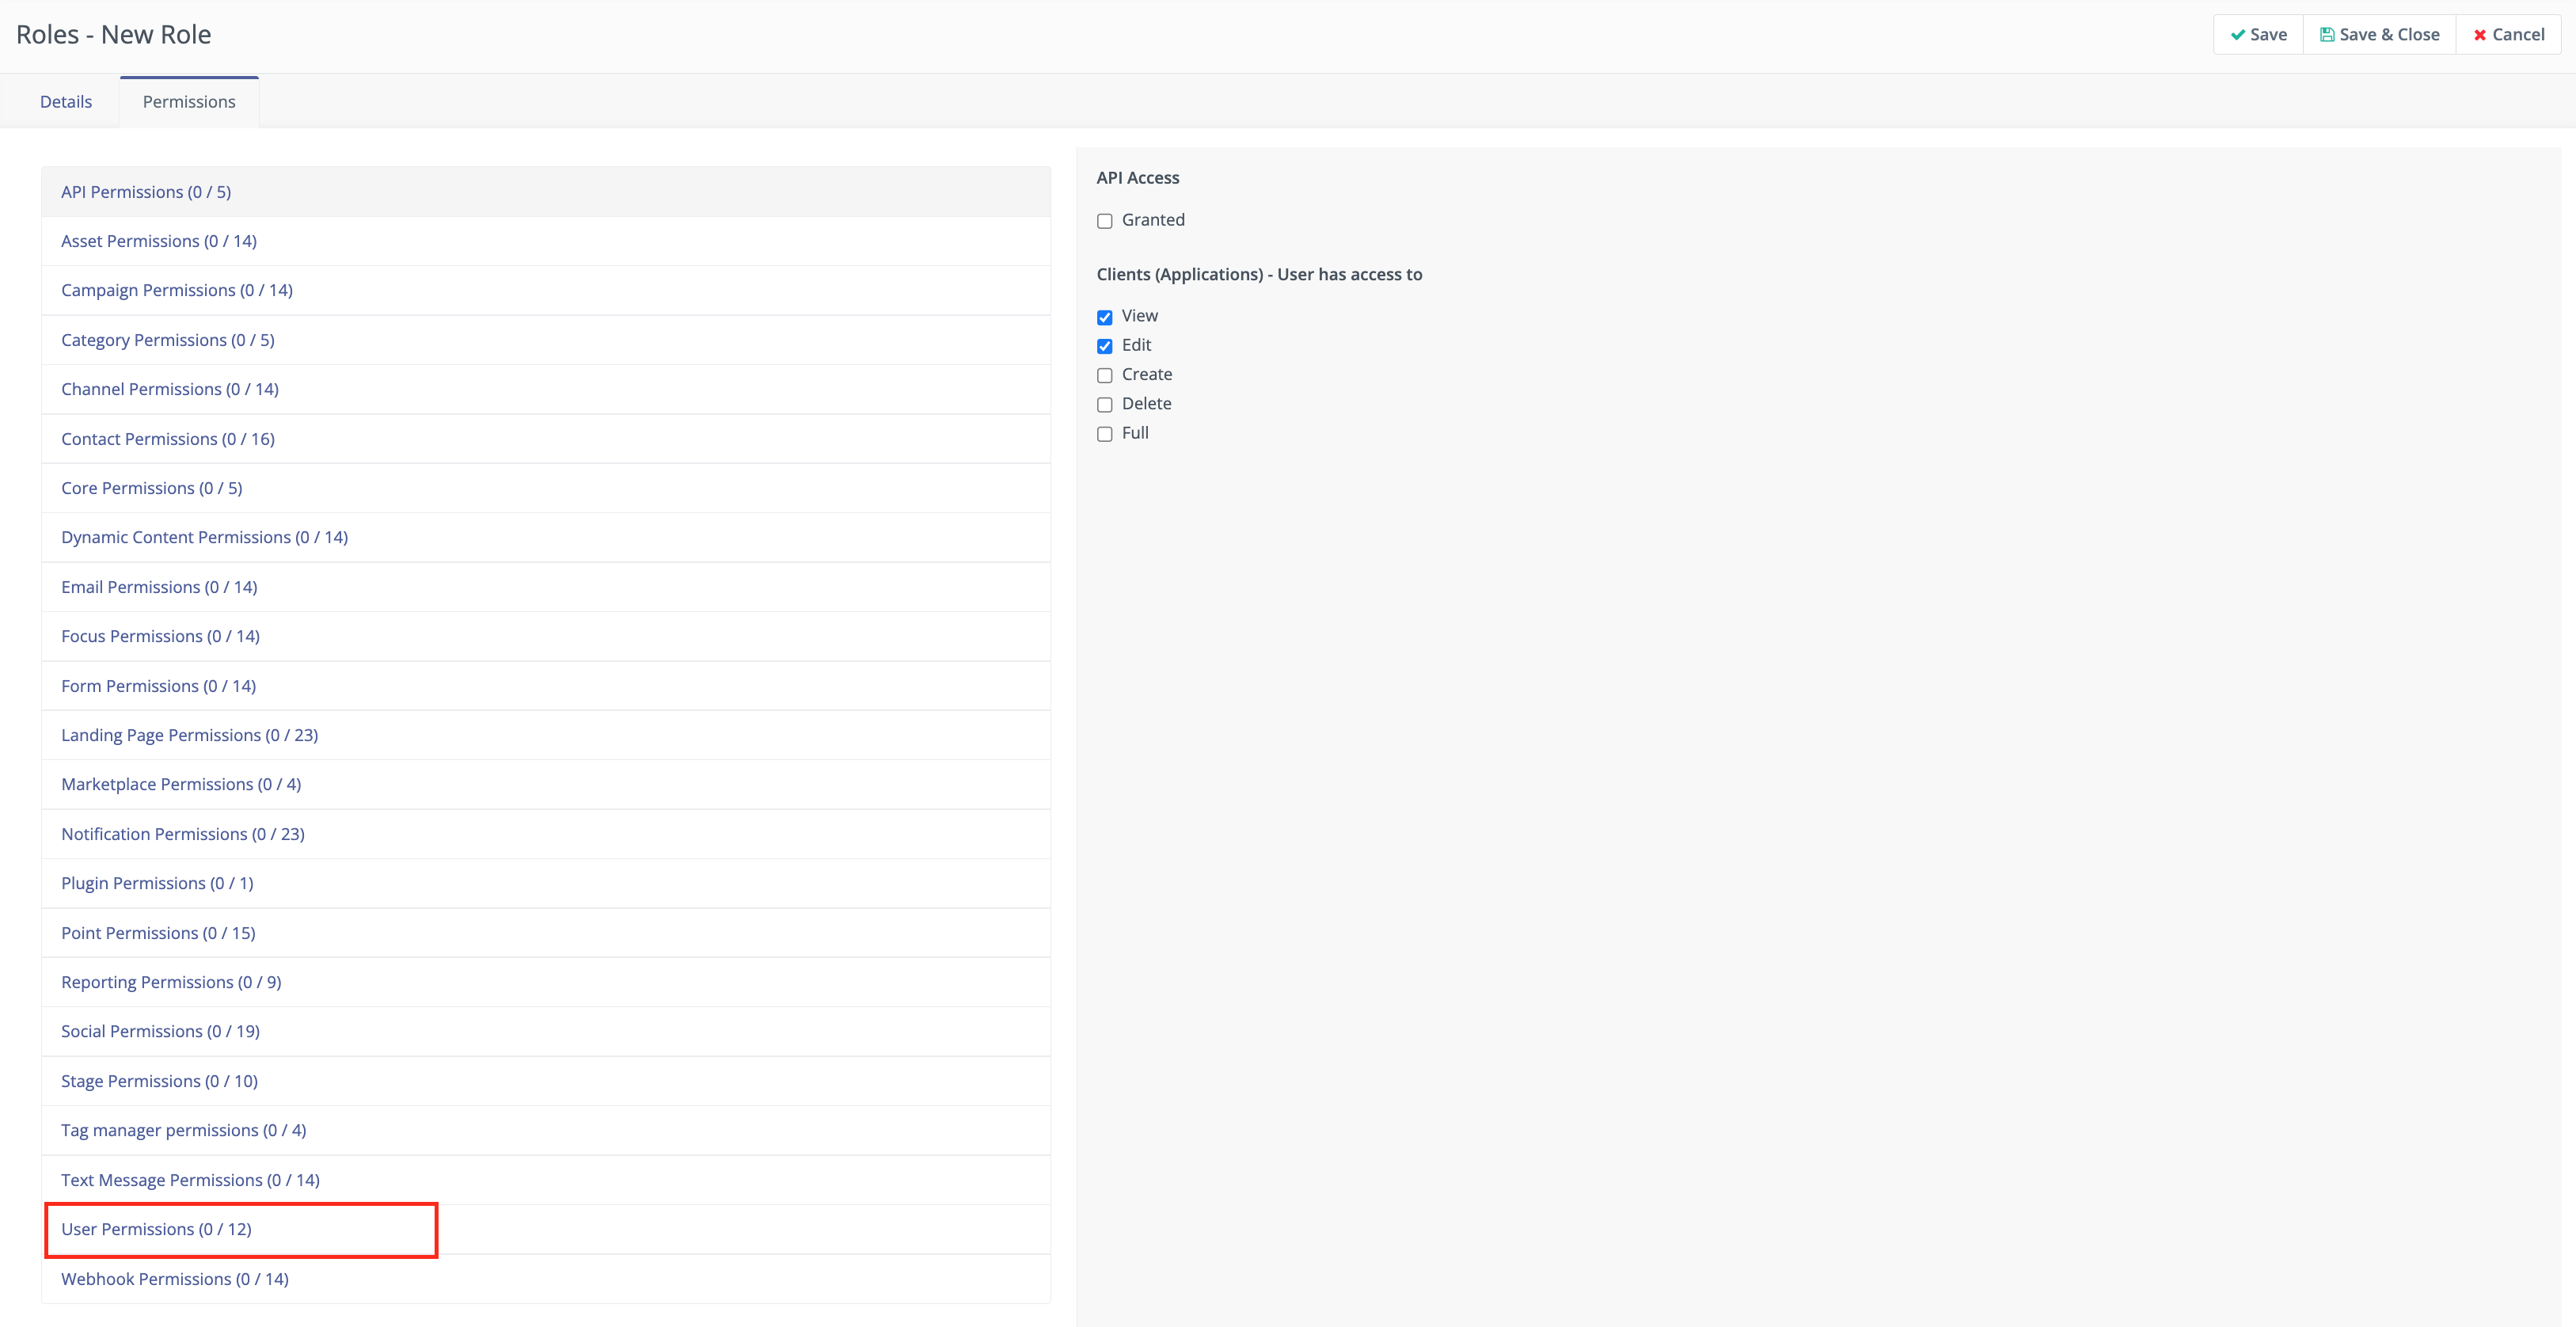 Roles - New Role
Save
Save & Close
Cancel
Details
Permissions
API Permissions (0 / 5)
Asset Permissions (0 / 14)
Campaign Permissions (0 / 14)
Category Permissions (0 / 5)
Channel Permissions (0 / 14)
Contact Permissions (0 / 16)
Core Permissions (0 / 5)
Dynamic Content Permissions (0 / 14)
Email Permissions (0 / 14)
Focus Permissions (0 / 14)
Form Permissions (0 / 14)
Landing Page Permissions (0 / 23)
Marketplace Permissions (0 / 4)
Notification Permissions (0 / 23)
Plugin Permissions (0 / 1)
Point Permissions (0 / 15)
Reporting Permissions (0 / 9)
Social Permissions (0 / 19)
Stage Permissions (0 / 10)
Tag manager permissions (0 / 4)
Text Message Permissions (0 / 14)
User Permissions (0 / 12)
Webhook Permissions (0 / 14)
API Access
Granted
Clients (Applications) - User has access to
View
Edit
Create
Delete
Full